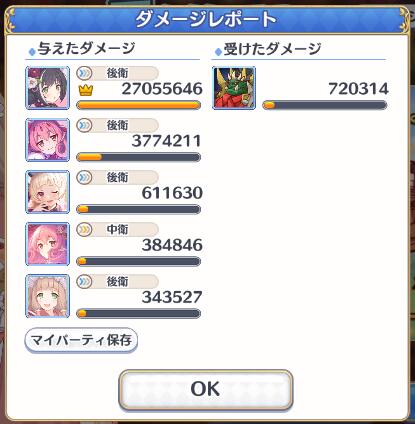 ダメージレポート
与えたダメージ
後衛
27055646
後衛
3774211
後衛
611630
中衛
384846
後衛
343527
受けたダメージ
720314
マイパーティ保存
OK